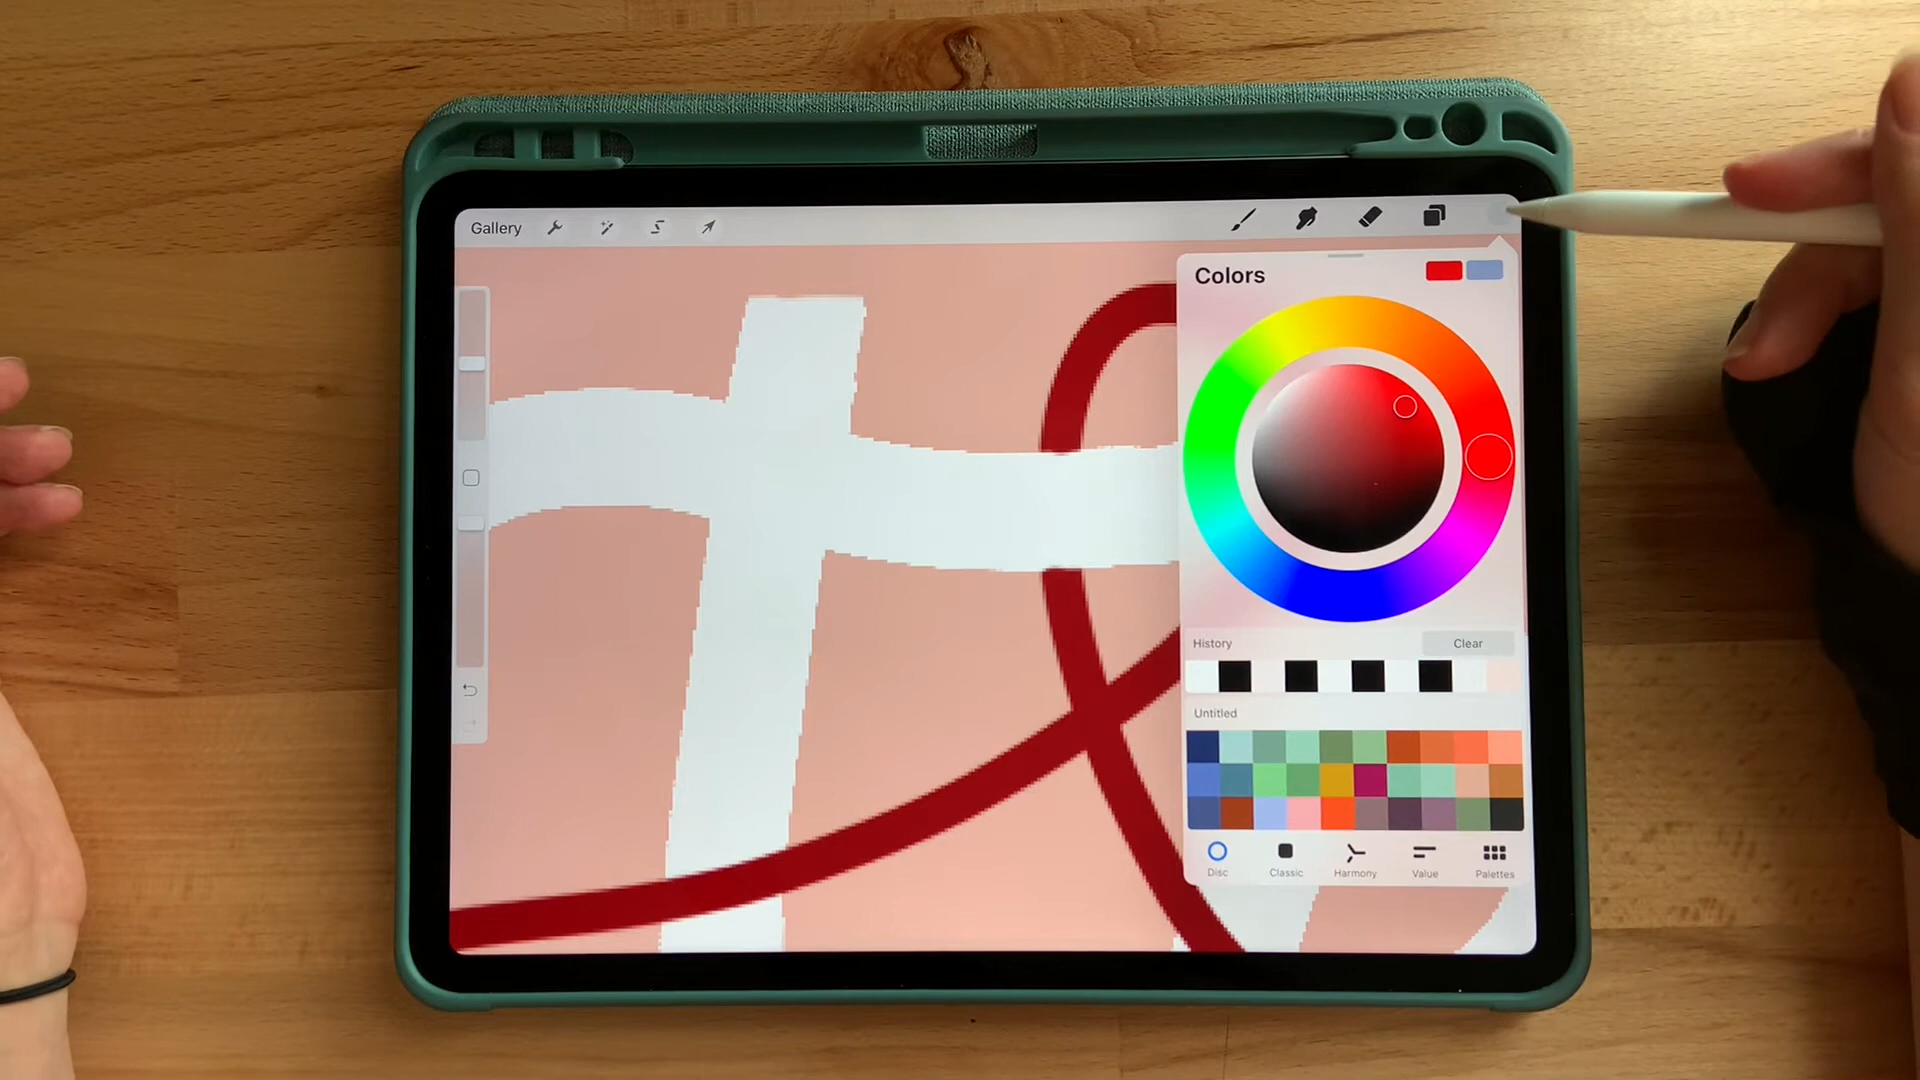 Gallery
Colors
History
Clear
Untitled
Disc
Classic
Harmony
Value
Palettes